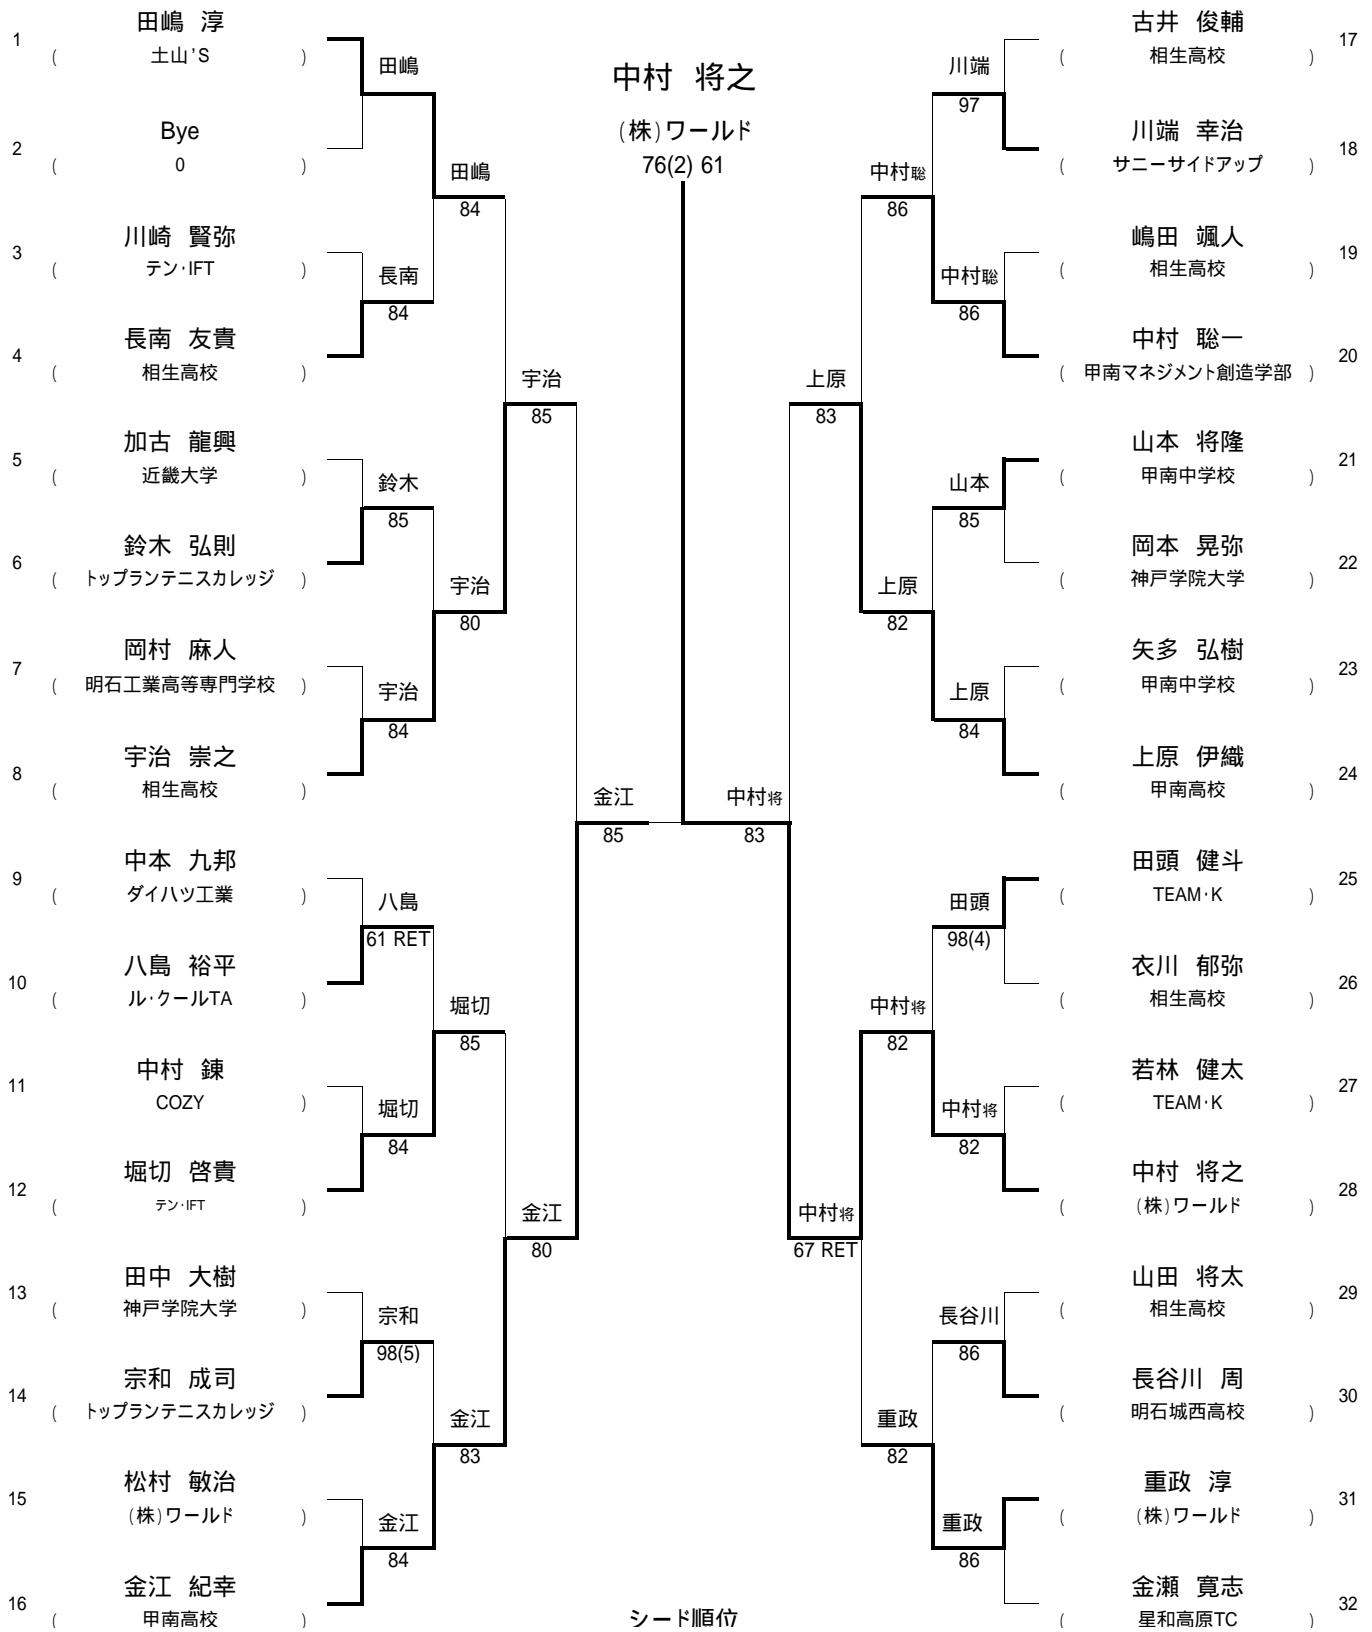 中村 将之
(株)ワールド
76(2) 61
1 田嶋 淳
( 土山'S )
2 Bye
( 0 )
3 川崎 賢弥
( テン・IFT )
4 長南 友貴
( 相生高校 )
5 加古 龍興
( 近畿大学 )
6 鈴木 弘則
( トップランテニスカレッジ )
7 岡村 麻人
( 明石工業高等専門学校 )
8 宇治 崇之
( 相生高校 )
9 中本 九邦
( ダイハツ工業 )
10 八島 裕平
( ル・クールTA )
11 中村 錬
( COZY )
12 堀切 啓貴
( テン・IFT )
13 田中 大樹
( 神戸学院大学 )
14 宗和 成司
( トップランテニスカレッジ )
15 松村 敏治
( (株)ワールド )
16 金江 紀幸
( 甲南高校 )
田嶋
長南
84
鈴木
85
宇治
84
八島
61 RET
堀切
84
宗和
98(5)
金江
84
田嶋
84
宇治
80
堀切
85
金江
83
宇治
85
金江
80
金江
85
中村将
83
上原
83
中村将
67 RET
中村聡
86
上原
82
中村将
82
重政
82
川端
97
中村聡
86
山本
85
上原
84
田頭
98(4)
中村将
82
長谷川
86
重政
86
古井 俊輔 17
( 相生高校 )
川端 幸治 18
( サニーサイドアップ )
嶋田 颯人 19
( 相生高校 )
中村 聡一 20
( 甲南マネジメント創造学部 )
山本 将隆 21
( 甲南中学校 )
岡本 晃弥 22
( 神戸学院大学 )
矢多 弘樹 23
( 甲南中学校 )
上原 伊織 24
( 甲南高校 )
田頭 健斗 25
( TEAM・K )
衣川 郁弥 26
( 相生高校 )
若林 健太 27
( TEAM・K )
中村 将之 28
( (株)ワールド )
山田 将太 29
( 相生高校 )
長谷川 周 30
( 明石城西高校 )
重政 淳 31
( (株)ワールド )
金瀬 寛志 32
( 星和高原TC )
シード順位